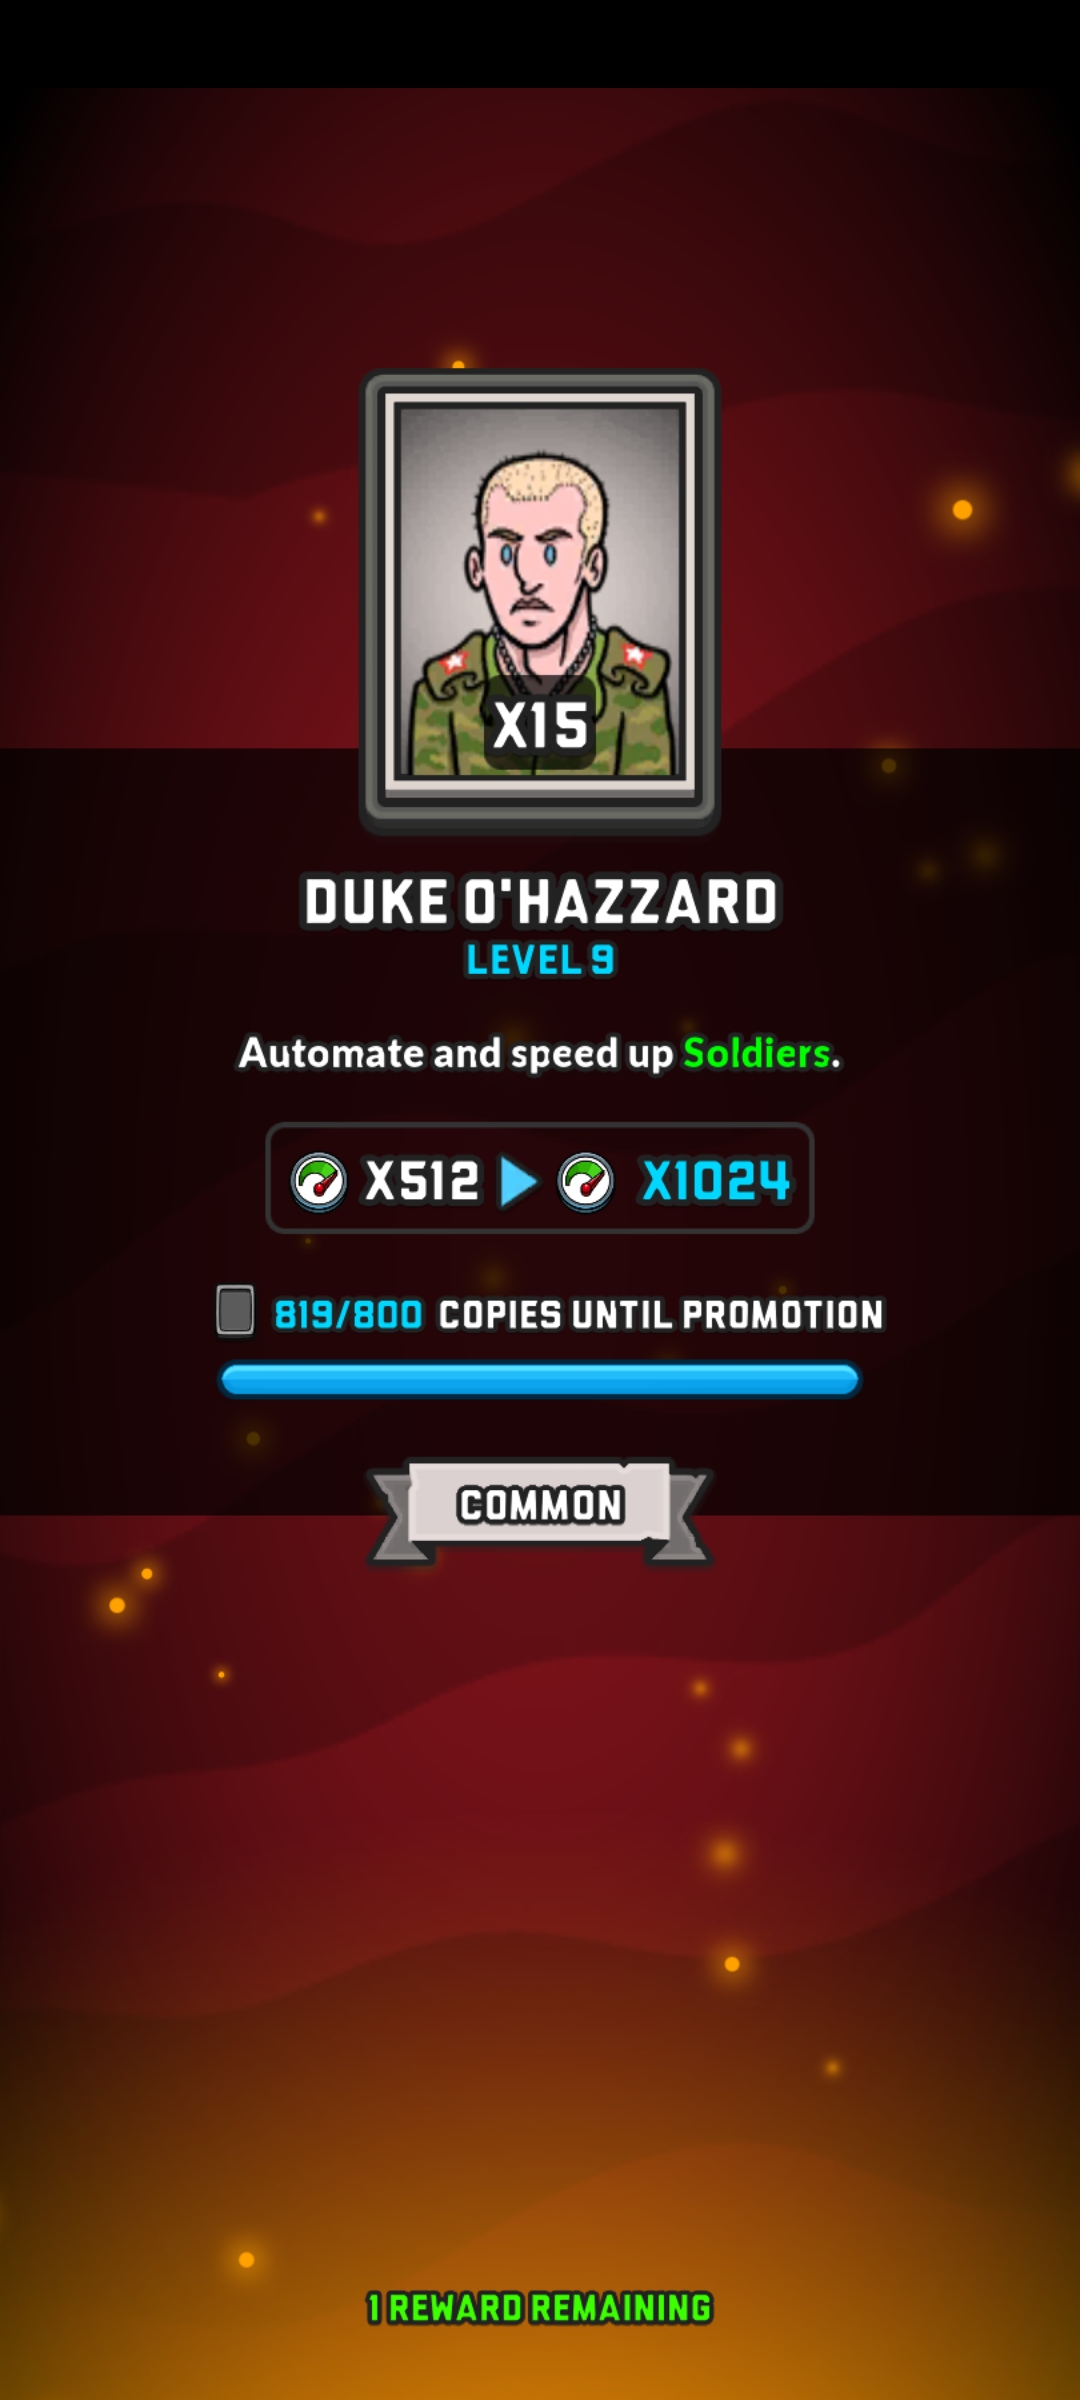 X15
DUKE O'HAZZARD
LEVEL 9
Automate and speed up Soldiers.
X512 X1024
819/800 COPIES UNTIL PROMOTION
COMMON
1 REWARD REMAINING